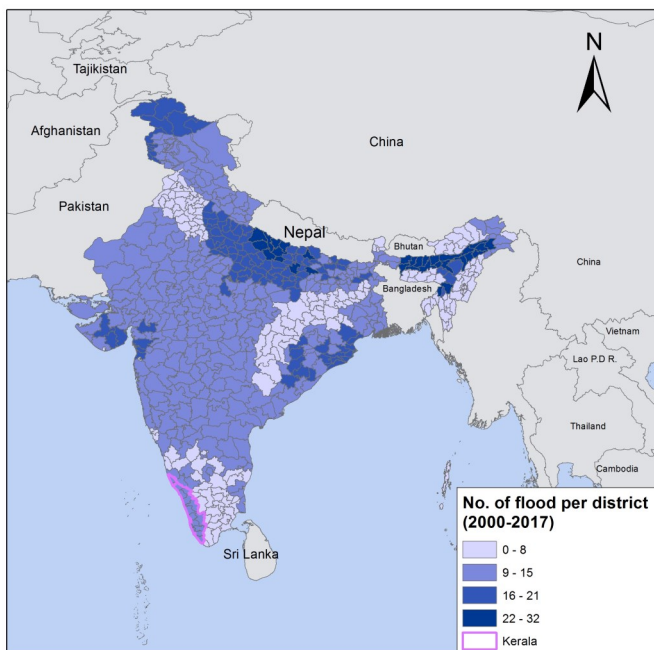 N
Tajikistan
Afghanistan
China
Pakistan
Nepal
Bhutan
China
Bangladesh
Vietnam
Lao P.D R.
Thailand
Cambodia
Sri Lanka
No. of flood per district
(2000-2017)
0 - 8
9 - 15
16 - 21
22 - 32
Kerala